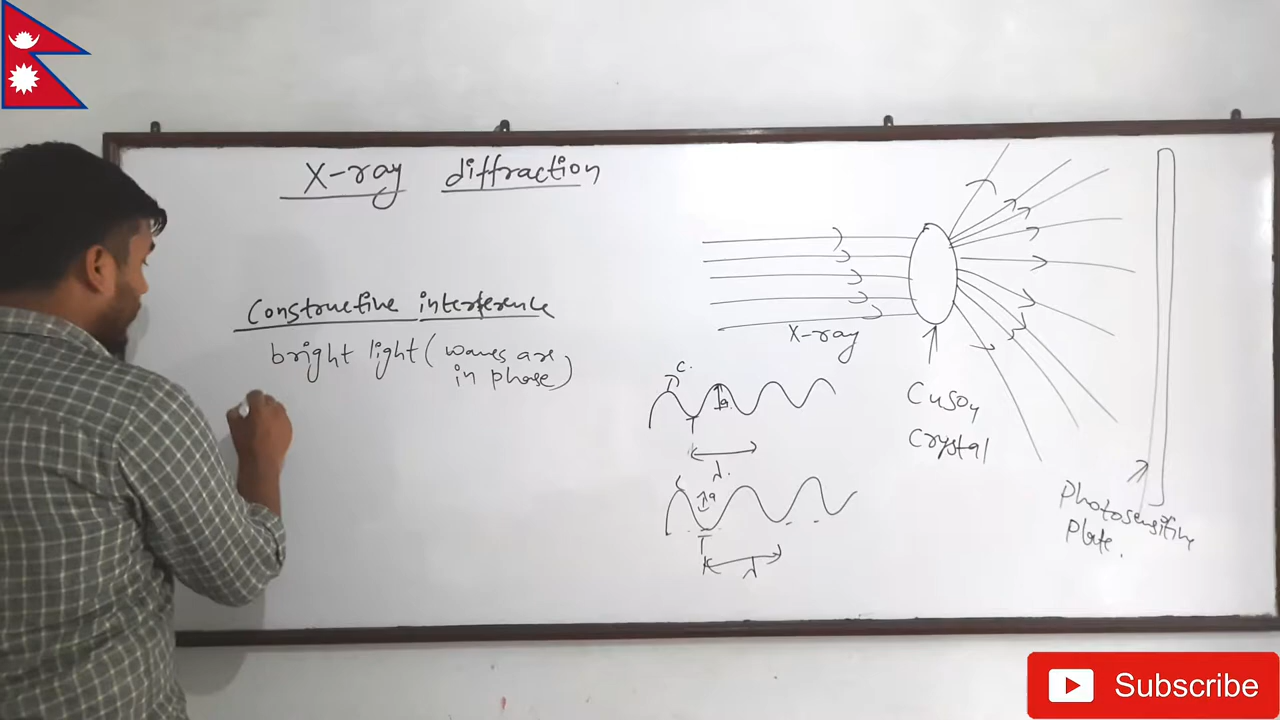 X-ray diffraction
Constructive interference
bright light (waves are
in phase)
X-ray
CuSO4
Crystal
Photosensitive
Plate.
C.
T
a
λ.
C
a
T
λ
Subscribe